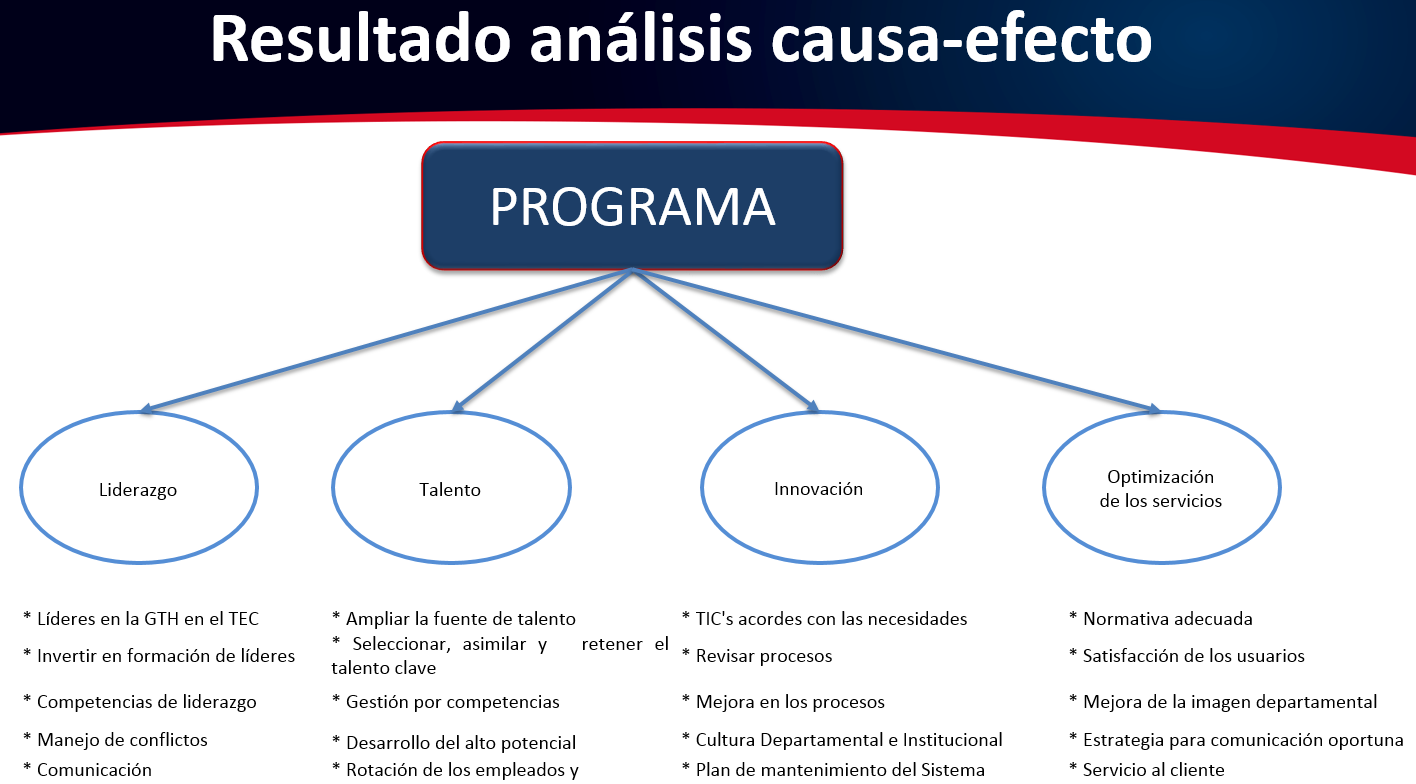 Resultado análisis causa-efecto
PROGRAMA
Liderazgo
Talento
Innovación
Optimización
de los servicios
* Líderes en la GTH en el TEC
* Invertir en formación de líderes
* Competencias de liderazgo
* Manejo de conflictos
* Comunicación
* Ampliar la fuente de talento
* Seleccionar, asimilar y retener el
talento clave
* Gestión por competencias
* Desarrollo del alto potencial
* Rotación de los empleados y
* TIC's acordes con las necesidades
* Revisar procesos
* Mejora en los procesos
* Cultura Departamental e Institucional
* Plan de mantenimiento del Sistema
* Normativa adecuada
* Satisfacción de los usuarios
* Mejora de la imagen departamental
* Estrategia para comunicación oportuna
* Servicio al cliente